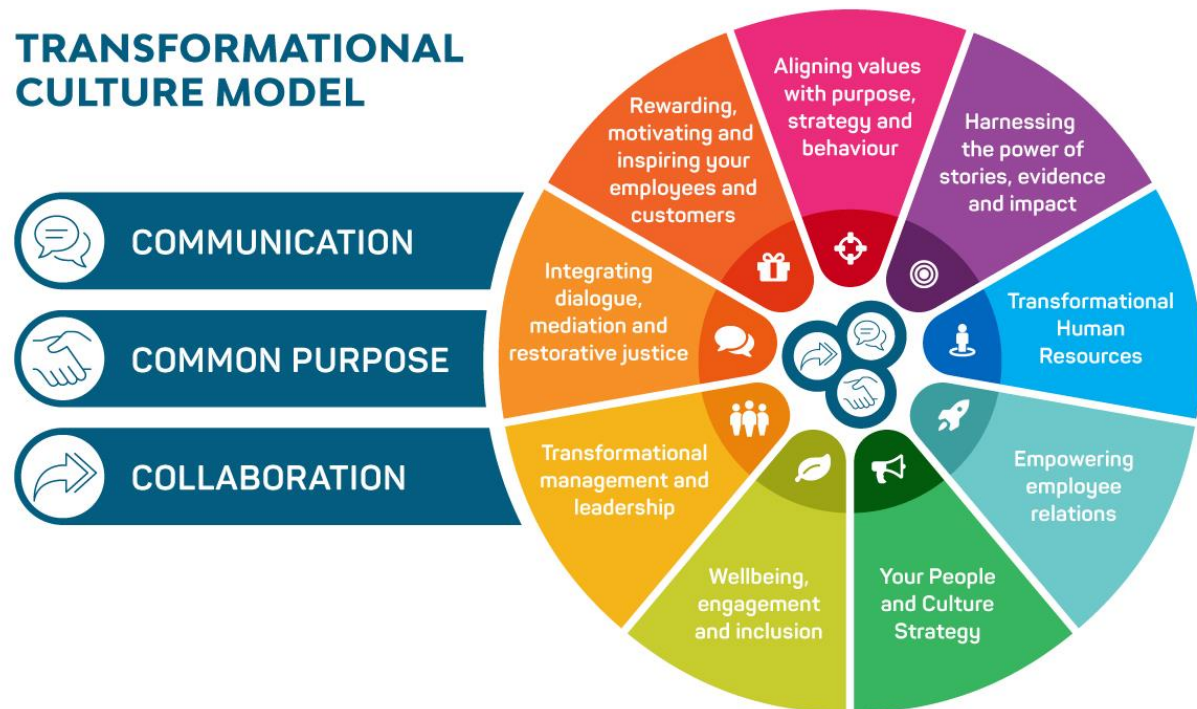 TRANSFORMATIONAL
CULTURE MODEL
COMMUNICATION
COMMON PURPOSE
COLLABORATION
Aligning values
with purpose,
strategy and
behaviour
Harnessing
the power of
stories, evidence
and impact
Transformational
Human
Resources
Empowering
employee
relations
Your People
and Culture
Strategy
Wellbeing,
engagement
and inclusion
Transformational
management and
leadership
Integrating
dialogue,
mediation and
restorative justice
Rewarding,
motivating and
inspiring your
employees and
customers